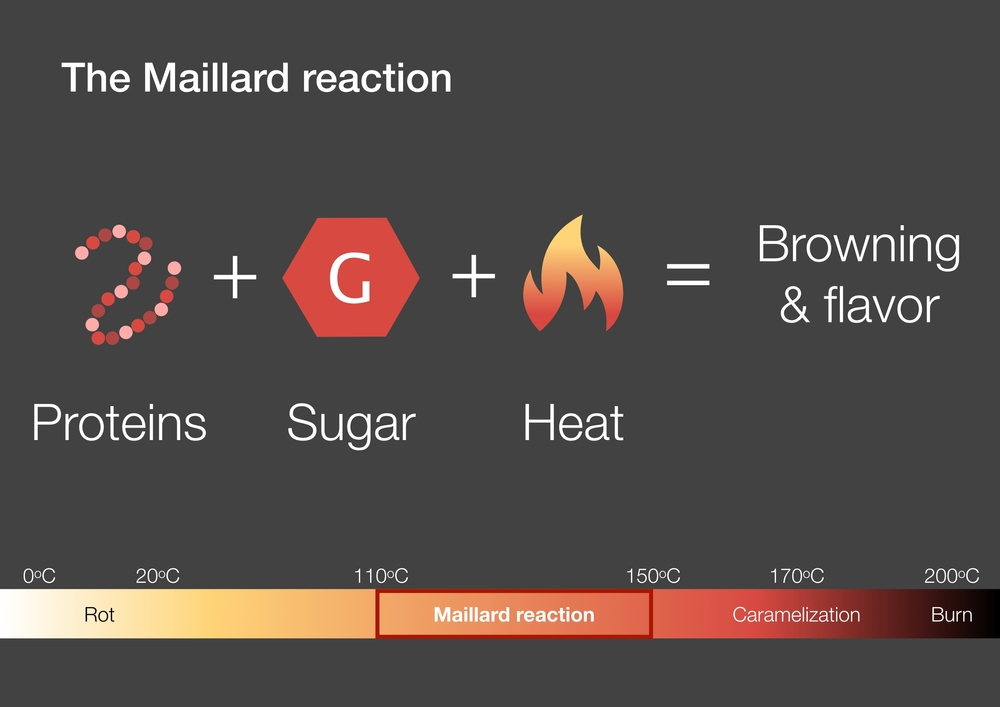 The Maillard reaction
G
Browning
& flavor
Proteins
Sugar
Heat
0ºC
20ºC
110ºC
150ºC
170ºC
200ºC
Rot
Maillard reaction
Caramelization
Burn